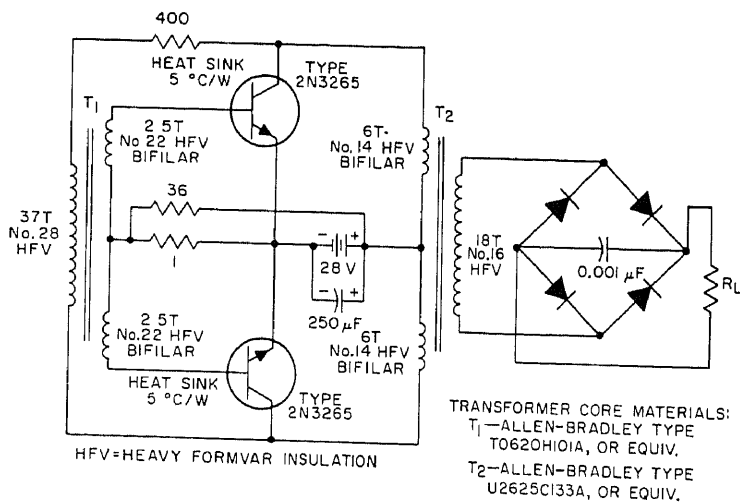 400
HEAT SINK
5 °C/W
TYPE
2N3265
T1
T2
2.5T
No.22 HFV
BIFILAR
6T
No.14 HFV
BIFILAR
37T
No.28
HFV
36
1
- +
28 V
- +
250 µF
18T
No.16
HFV
0.001 µF
RL
2.5T
No.22 HFV
BIFILAR
6T
No.14 HFV
BIFILAR
HEAT SINK
5 °C/W
TYPE
2N3265
HFV=HEAVY FORMVAR INSULATION
TRANSFORMER CORE MATERIALS:
T1—ALLEN-BRADLEY TYPE
T0620H101A, OR EQUIV.
T2—ALLEN-BRADLEY TYPE
U2625C133A, OR EQUIV.